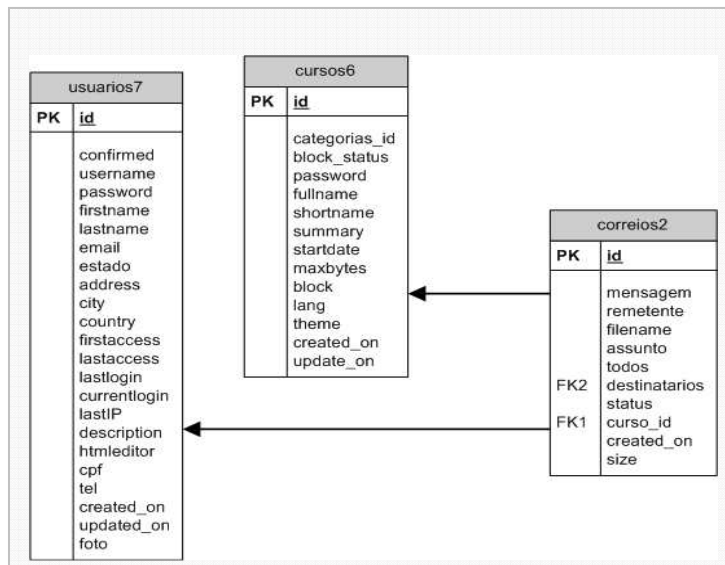 usuarios7
PK id
confirmed
username
password
firstname
lastname
email
estado
address
city
country
firstaccess
lastaccess
lastlogin
currentlogin
lastIP
description
htmleditor
cpf
tel
created_on
updated_on
foto
cursos6
PK id
categorias_id
block_status
password
fullname
shortname
summary
startdate
maxbytes
block
lang
theme
created_on
update_on
correios2
PK id
mensagem
remetente
filename
assunto
todos
FK2 destinatarios
status
FK1 curso_id
created_on
size